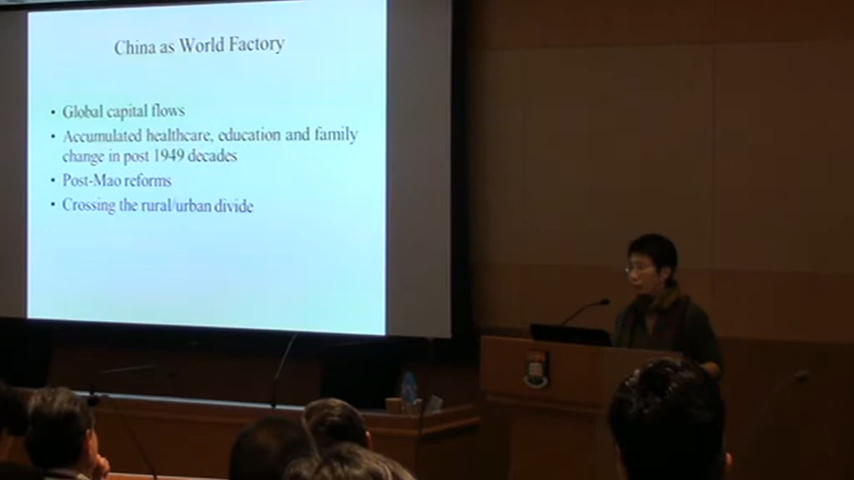 China as World Factory
• Global capital flows
• Accumulated healthcare, education and family
change in post 1949 decades
• Post-Mao reforms
• Crossing the rural/urban divide